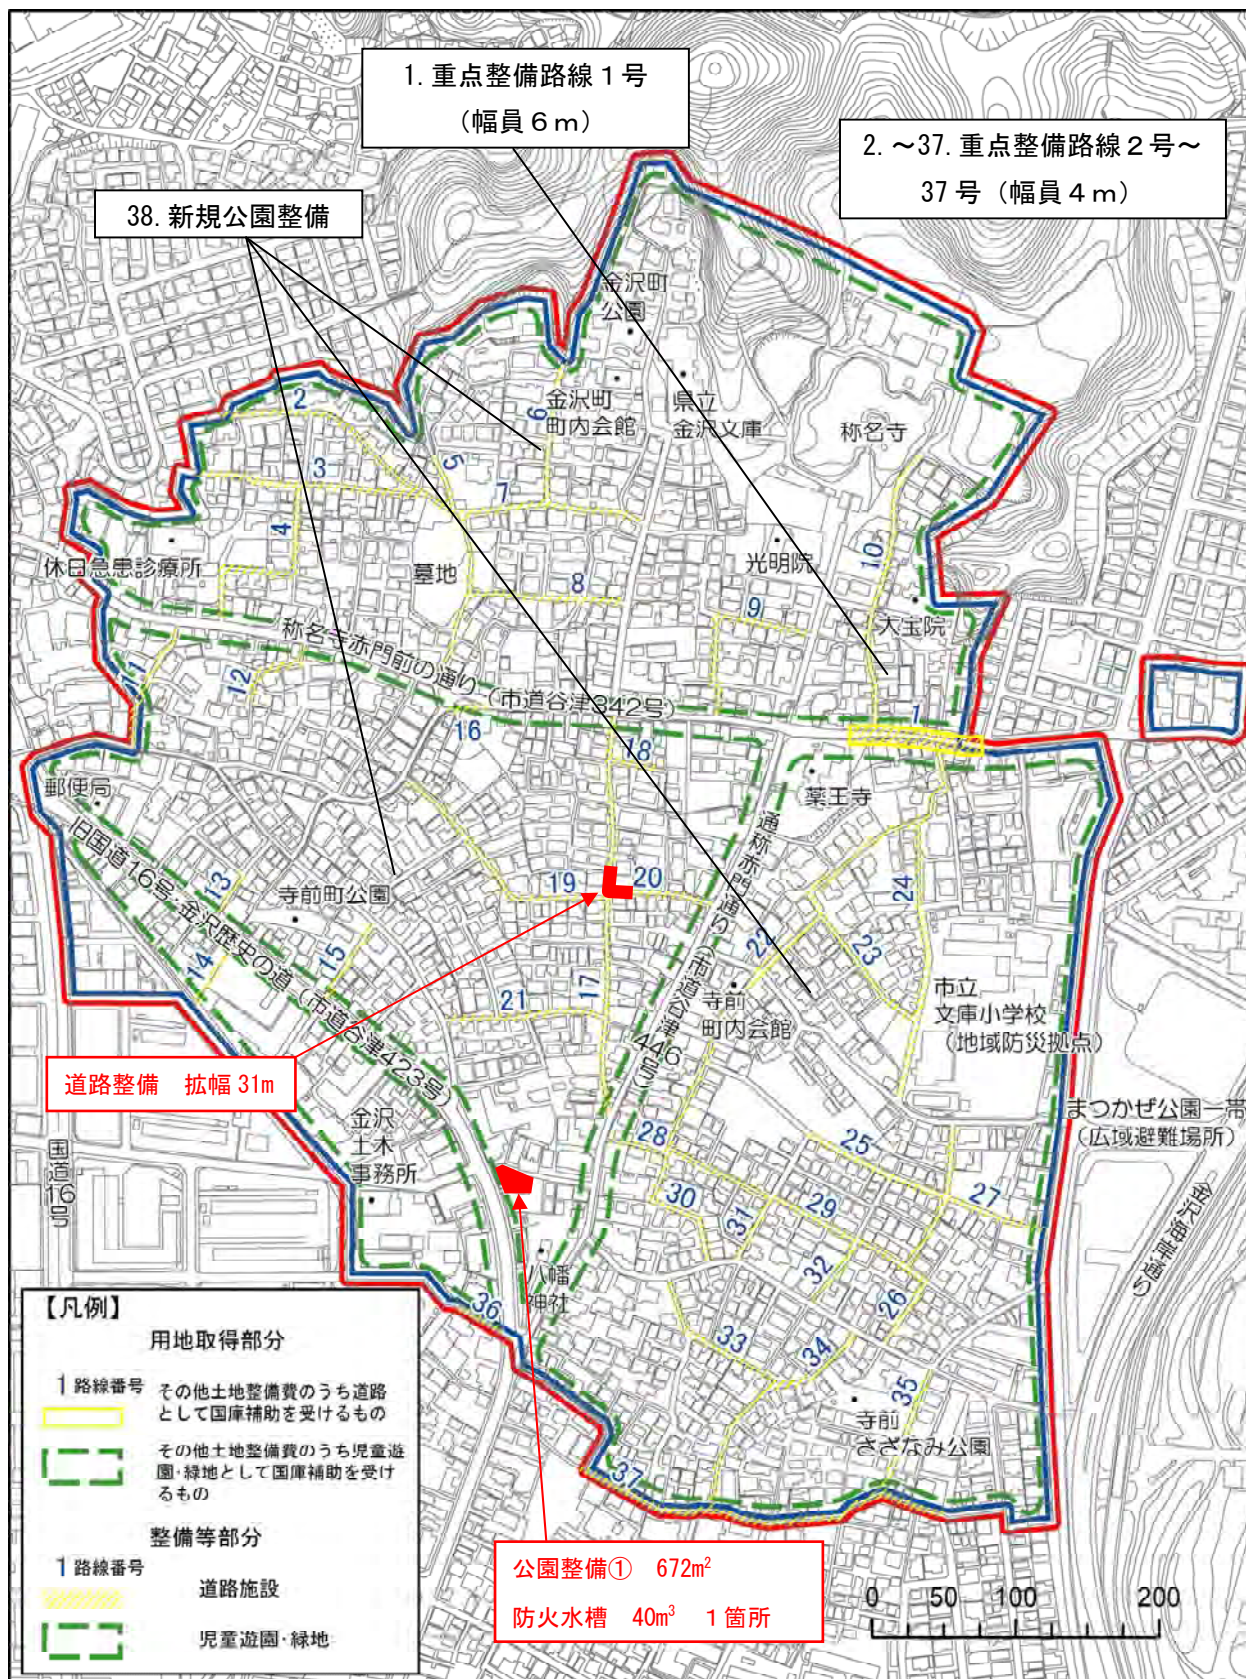 1. 重点整備路線１号
（幅員６ｍ）
2. ～37. 重点整備路線２号～
37 号（幅員４ｍ）
38. 新規公園整備
金沢町
公園
金沢町
町内会館
県立
金沢文庫
称名寺
2
3
4
5
6
7
8
9
10
休日急患診療所
墓地
光明院
大宝院
称名寺赤門前の通り（市道谷津342号）
11
12
16
18
1
郵便局
薬王寺
旧国道16号・金沢歴史の道（市道谷津423号）
通称赤門通り（市道谷津446号）
13
寺前町公園
19
20
24
14
15
22
23
17
21
寺前
町内会館
市立
文庫小学校
（地域防災拠点）
道路整備　拡幅 31m
まつかぜ公園一帯
（広域避難場所）
金沢
土木
事務所
国道16号
28
25
30
31
29
27
金沢海岸通り
八幡
神社
32
26
36
33
34
35
寺前
さざなみ公園
37
【凡例】
用地取得部分
1 路線番号
その他土地整備費のうち道路
として国庫補助を受けるもの
その他土地整備費のうち児童遊
園・緑地として国庫補助を受け
るもの
整備等部分
1 路線番号
道路施設
児童遊園・緑地
公園整備①　672m²
防火水槽　40m³　１箇所
0 50 100 200